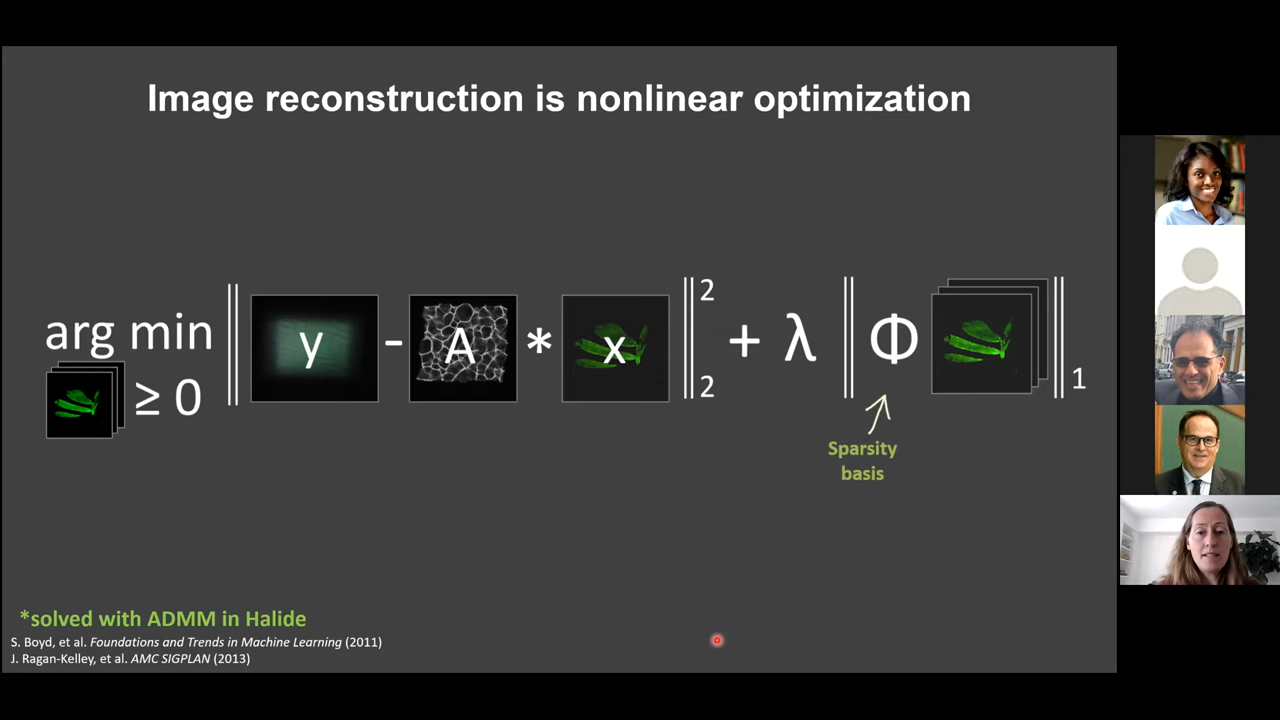 Image reconstruction is nonlinear optimization
arg min ‖ y - A * x ‖ 2 2 + λ ‖ Φ ‖ 1
≥ 0
Sparsity
basis
*solved with ADMM in Halide
S. Boyd, et al. Foundations and Trends in Machine Learning (2011)
J. Ragan-Kelley, et al. AMC SIGPLAN (2013)